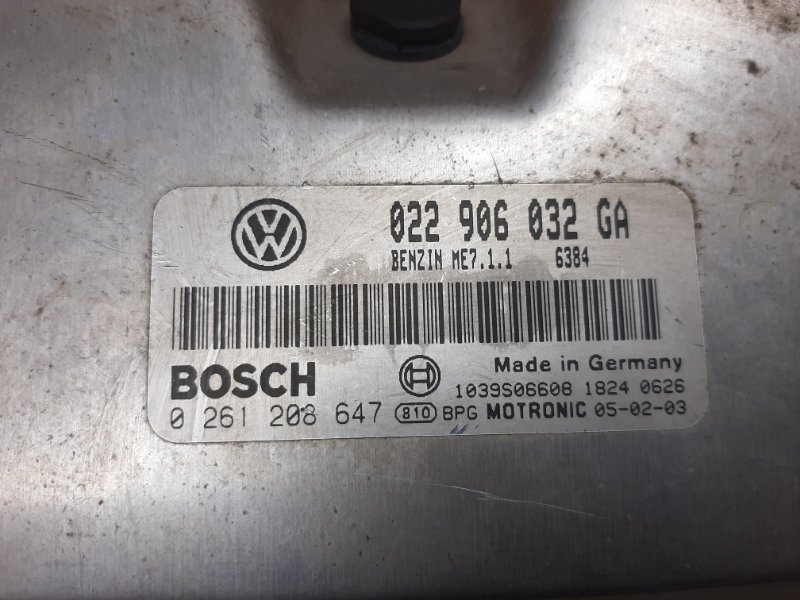 022 906 032 GA
BENZIN ME7.1.1 6384
BOSCH
Made in Germany
1039S06608 1824 0626
0 261 208 647 810 BPG MOTRONIC 05-02-03